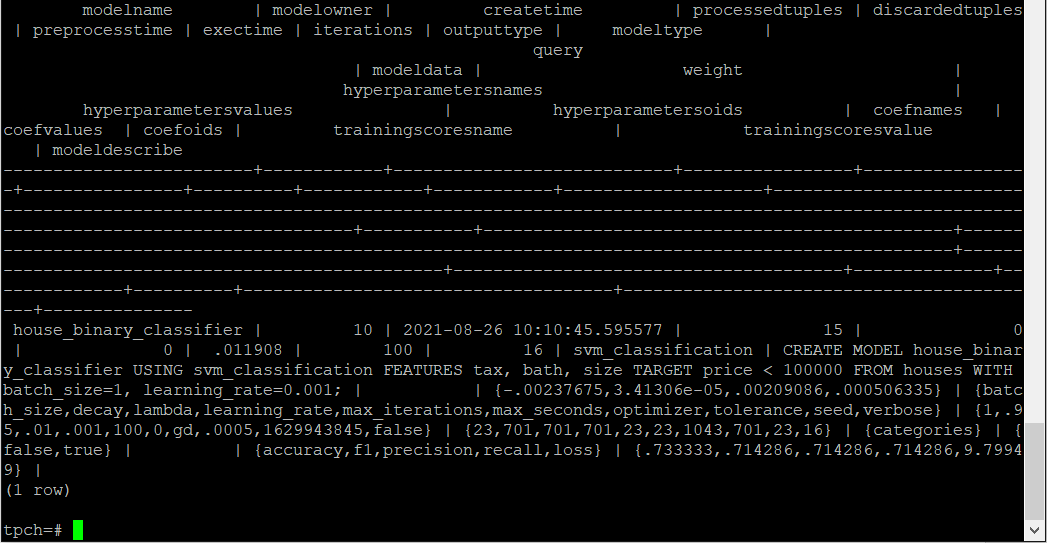 modelname | modelowner | createtime | processedtuples | discardedtuples
| preprocesstime | exectime | iterations | outputtype | modeltype |
query
| modeldata | weight |
hyperparametersnames |
hyperparametersvalues | hyperparametersoids | coefnames |
coefvalues | coefoids | trainingscoresname | trainingscoresvalue
| modeldescribe
--------------------------+------------+----------------------------+-----------------+----------------
-+----------------+----------+------------+------------+--------------------+-------------------------
------------------------------------------------------------------------------------------------------
-----------------------------------+-----------+-----------------------------------------------+------
-----------------------------------------------------------------------------------------------+------
--------------------------------------------+---------------------------------------+--------------+--
------------+----------+-------------------------------------+----------------------------------------
---+---------------
house_binary_classifier | 10 | 2021-08-26 10:10:45.595577 | 15 | 0
| 0 | .011908 | 100 | 16 | svm_classification | CREATE MODEL house_binar
y_classifier USING svm_classification FEATURES tax, bath, size TARGET price < 100000 FROM houses WITH
batch_size=1, learning_rate=0.001; | | {-.00237675,3.41306e-05,.00209086,.000506335} | {batc
h_size,decay,lambda,learning_rate,max_iterations,max_seconds,optimizer,tolerance,seed,verbose} | {1,.9
5,.01,.001,100,0,gd,.0005,1629943845,false} | {23,701,701,701,23,23,1043,701,23,16} | {categories} | {
false,true} | | {accuracy,f1,precision,recall,loss} | {.733333,.714286,.714286,.714286,9.7994
9} |
(1 row)
tpch=#